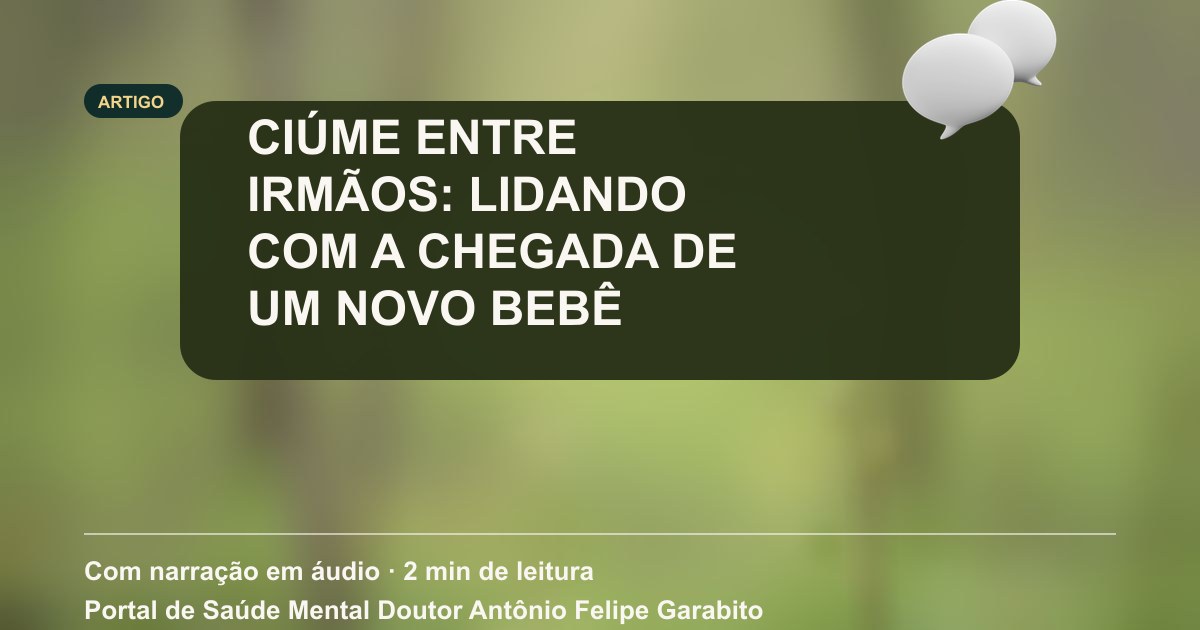 ARTIGO
CIÚME ENTRE
IRMÃOS: LIDANDO
COM A CHEGADA DE
UM NOVO BEBÊ
Com narração em áudio · 2 min de leitura
Portal de Saúde Mental Doutor Antônio Felipe Garabito